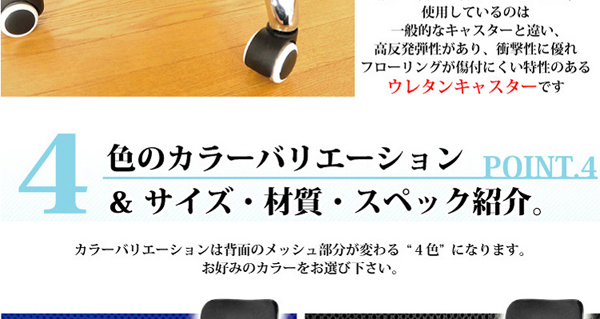 使用しているのは
一般的なキャスターと違い、
高反発弾性があり、衝撃性に優れ
フローリングが傷付にくい特性のある
ウレタンキャスターです
4
色のカラーバリエーション
POINT.4
& サイズ・材質・スペック紹介。
カラーバリエーションは背面のメッシュ部分が変わる“４色”になります。
お好みのカラーをお選び下さい。